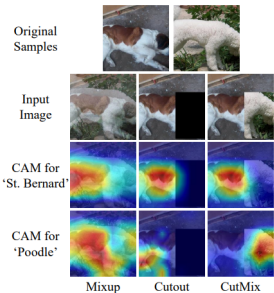 Original
Samples
Input
Image
CAM for
‘St. Bernard’
CAM for
‘Poodle’
Mixup Cutout CutMix